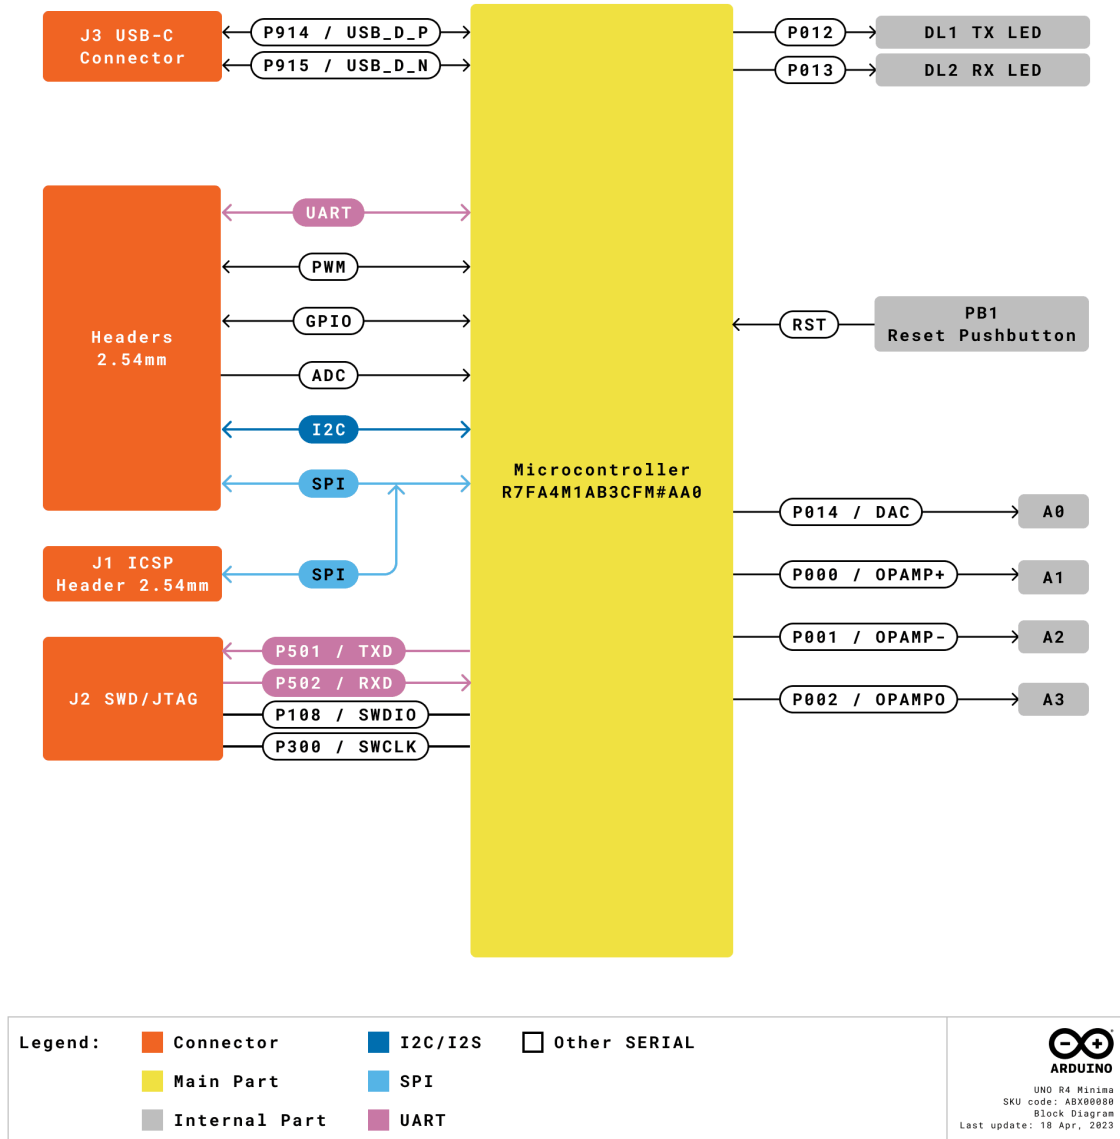 J3 USB-C
Connector
P914 / USB_D_P
P915 / USB_D_N
P012
DL1 TX LED
P013
DL2 RX LED
Headers
2.54mm
UART
PWM
GPIO
ADC
I2C
SPI
J1 ICSP
Header 2.54mm
SPI
J2 SWD/JTAG
P501 / TXD
P502 / RXD
P108 / SWDIO
P300 / SWCLK
Microcontroller
R7FA4M1AB3CFM#AA0
RST
PB1
Reset Pushbutton
P014 / DAC
A0
P000 / OPAMP+
A1
P001 / OPAMP-
A2
P002 / OPAMPO
A3
Legend:
Connector
Main Part
Internal Part
I2C/I2S
SPI
UART
Other SERIAL
ARDUINO
UNO R4 Minima
SKU code: ABX00080
Block Diagram
Last update: 18 Apr, 2023